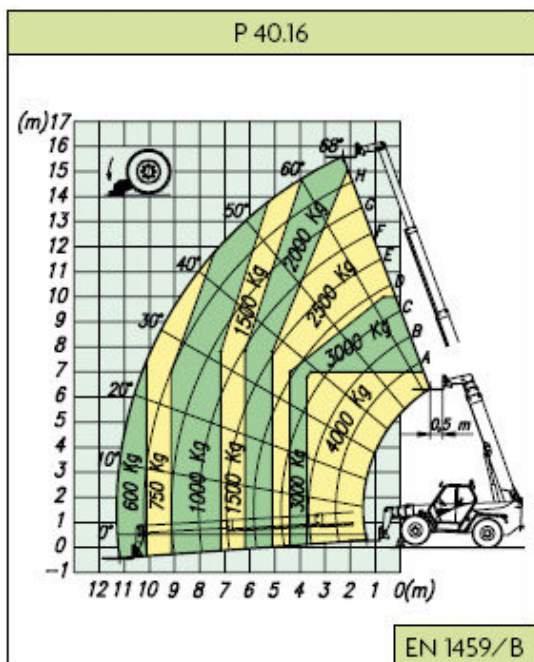 P 40.16
(m) 17
16
15
14
13
12
11
10
9
8
7
6
5
4
3
2
1
0
-1
12 11 10 9 8 7 6 5 4 3 2 1 0(m)
0°
10°
20°
30°
40°
50°
60°
68°
H
G
F
E
D
C
B
A
600 Kg
750 Kg
1000 Kg
1500 Kg
3000 Kg
4000 Kg
1500 Kg
2000 Kg
2500 Kg
3000 Kg
0,5 m
EN 1459/B